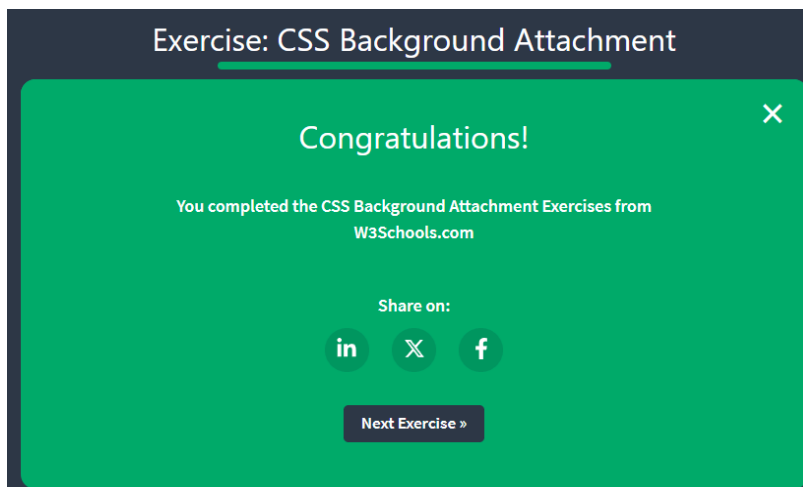 Exercise: CSS Background Attachment
Congratulations!
You completed the CSS Background Attachment Exercises from
W3Schools.com
Share on:
in X f
Next Exercise »